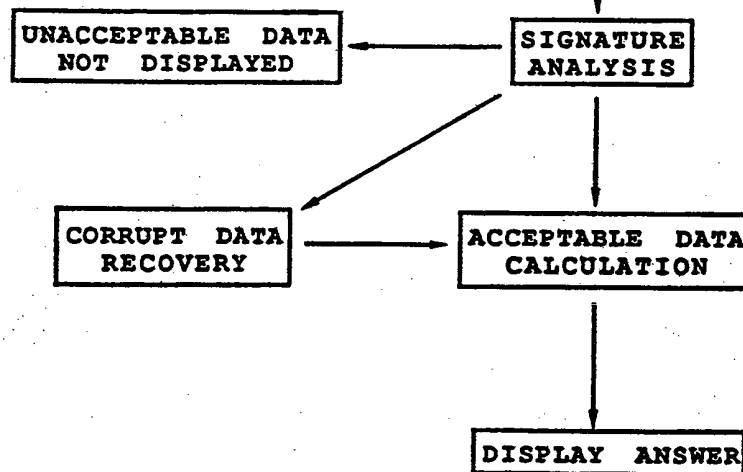 UNACCEPTABLE DATA
NOT DISPLAYED
SIGNATURE
ANALYSIS
CORRUPT DATA
RECOVERY
ACCEPTABLE DATA
CALCULATION
DISPLAY ANSWER